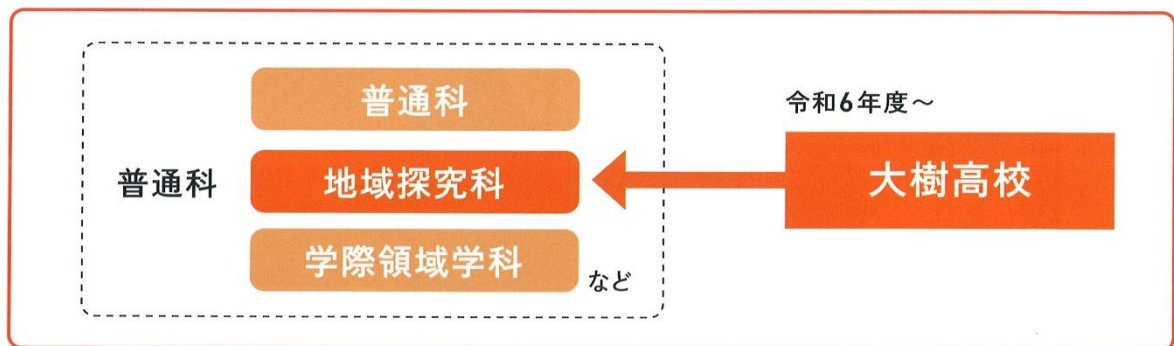 普通科
普通科
地域探究科
学際領域学科
など
令和6年度～
大樹高校